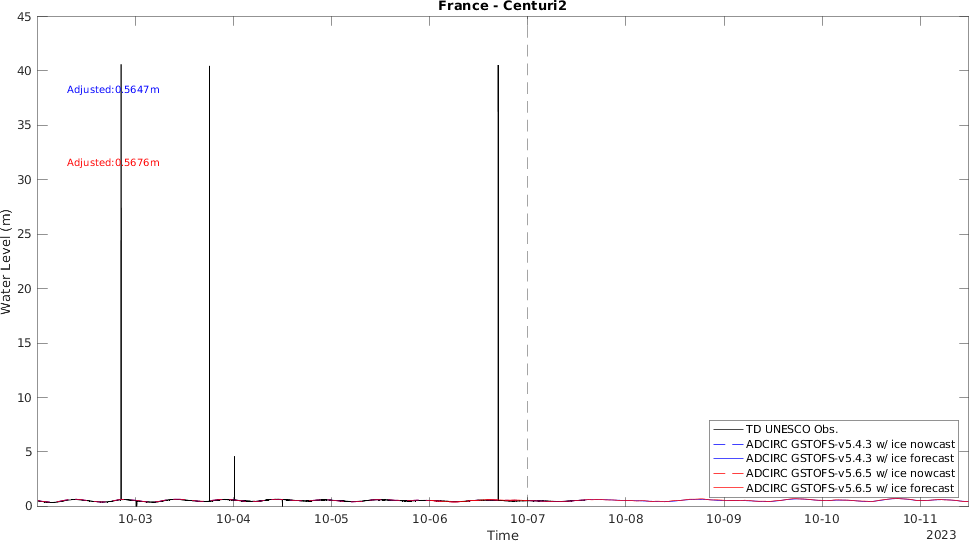 France - Centuri2
45
40
35
30
25
20
15
10
5
0
Water Level (m)
Adjusted:0.5647m
Adjusted:0.5676m
TD UNESCO Obs.
ADCIRC GSTOFS-v5.4.3 w/ ice nowcast
ADCIRC GSTOFS-v5.4.3 w/ ice forecast
ADCIRC GSTOFS-v5.6.5 w/ ice nowcast
ADCIRC GSTOFS-v5.6.5 w/ ice forecast
10-03 10-04 10-05 10-06 10-07 10-08 10-09 10-10 10-11
Time
2023